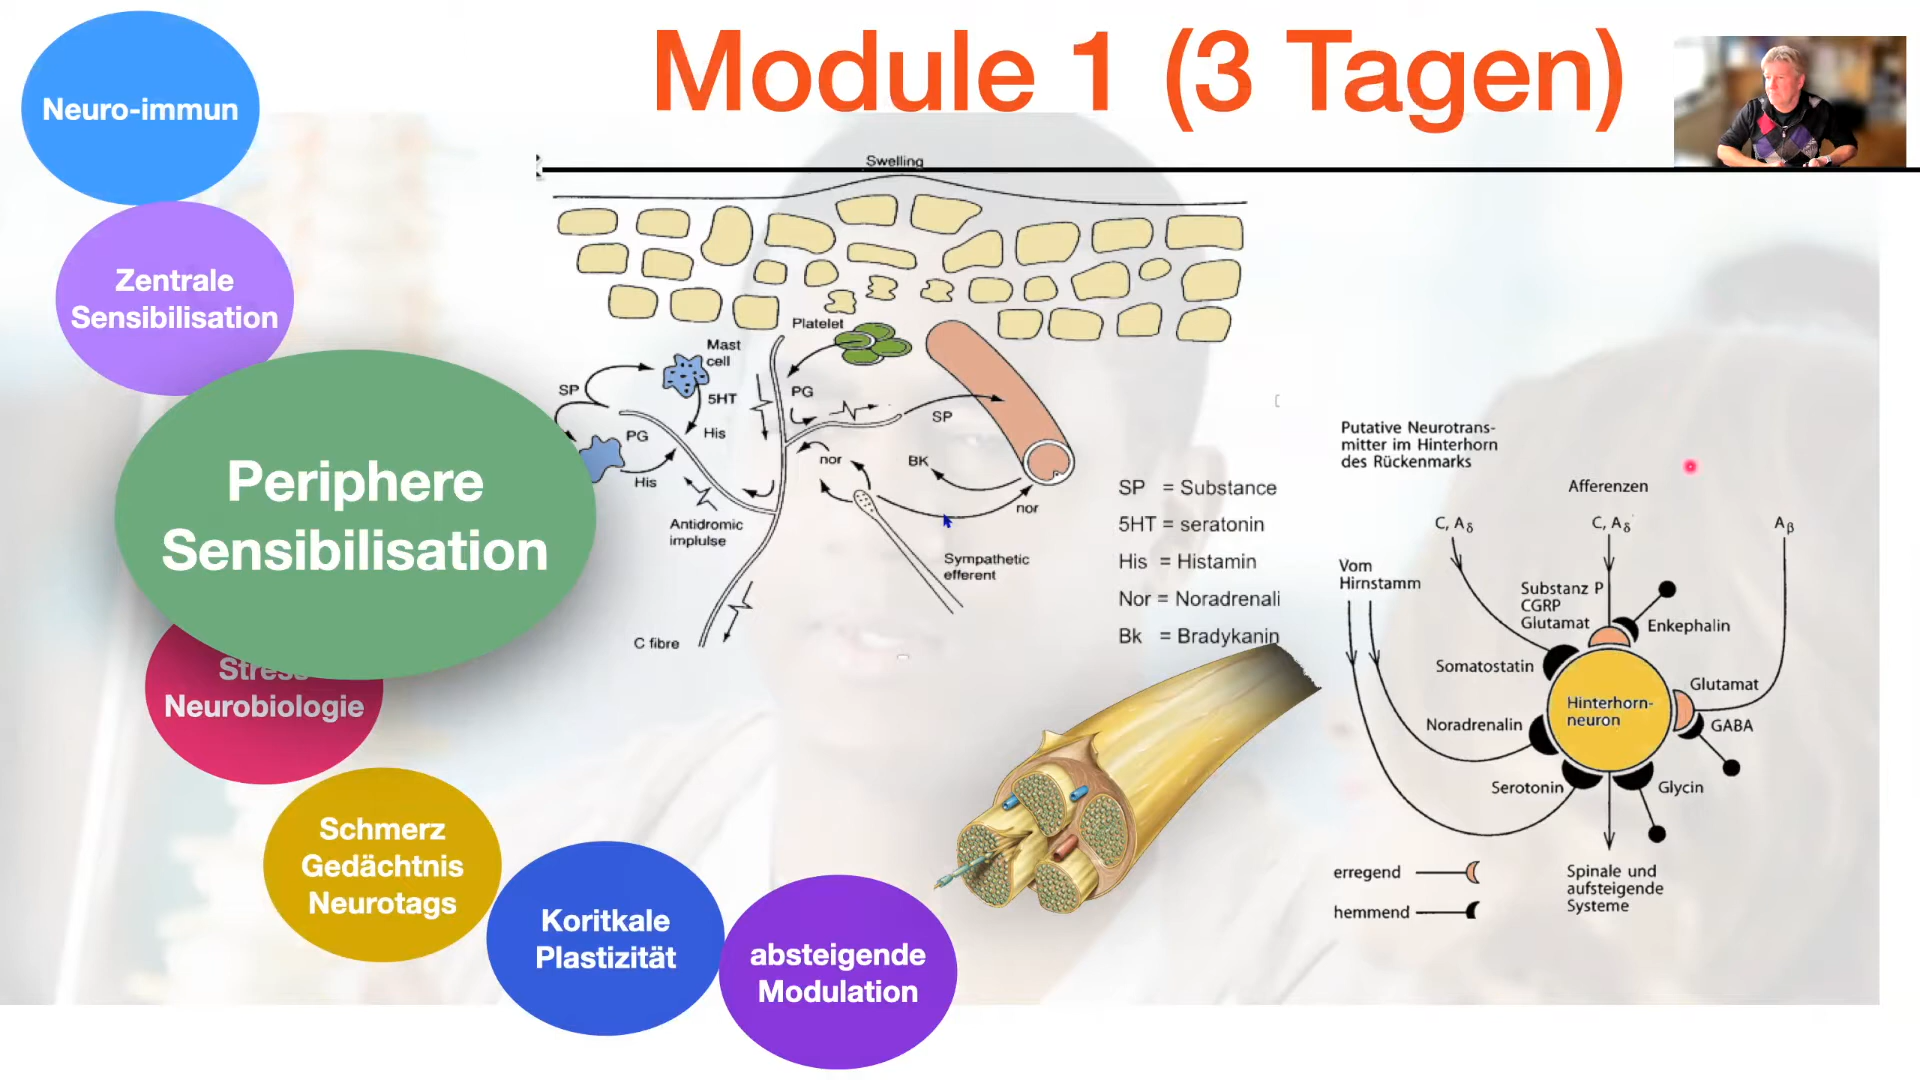 Module 1 (3 Tagen)
Neuro-immun
Zentrale
Sensibilisation
Periphere
Sensibilisation
Stress
Neurobiologie
Schmerz
Gedächtnis
Neurotags
Koritkale
Plastizität
absteigende
Modulation
Swelling
Platelet
Mast
cell
SP
5HT
PG
PG
His
His
SP
nor
BK
nor
Antidromic
implulse
Sympathetic
efferent
C fibre
SP = Substance
5HT = seratonin
His = Histamin
Nor = Noradrenali
Bk = Bradykanin
Putative Neurotrans-
mitter im Hinterhorn
des Rückenmarks
Afferenzen
C, Aδ
C, Aδ
Aβ
Vom
Hirnstamm
Substanz P
CGRP
Glutamat
Enkephalin
Somatostatin
Glutamat
Hinterhorn-
neuron
Noradrenalin
GABA
Serotonin
Glycin
erregend
hemmend
Spinale und
aufsteigende
Systeme